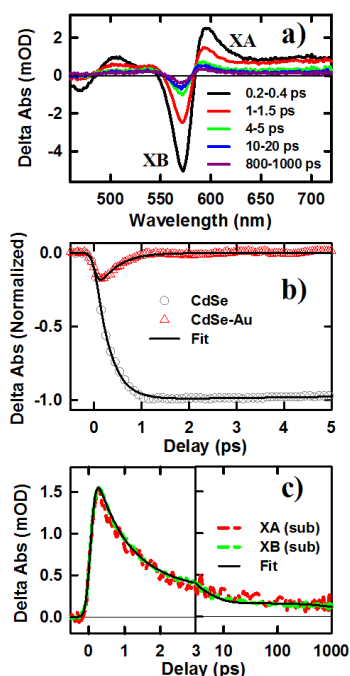 a)
XA
XB
Delta Abs (mOD)
2
0
-2
-4
0.2-0.4 ps
1-1.5 ps
4-5 ps
10-20 ps
800-1000 ps
500 550 600 650 700
Wavelength (nm)
b)
Delta Abs (Normalized)
0.0
-0.5
-1.0
CdSe
CdSe-Au
Fit
0 1 2 3 4 5
Delay (ps)
c)
Delta Abs (mOD)
1.5
1.0
0.5
0.0
XA (sub)
XB (sub)
Fit
0 1 2 3 10 100 1000
Delay (ps)